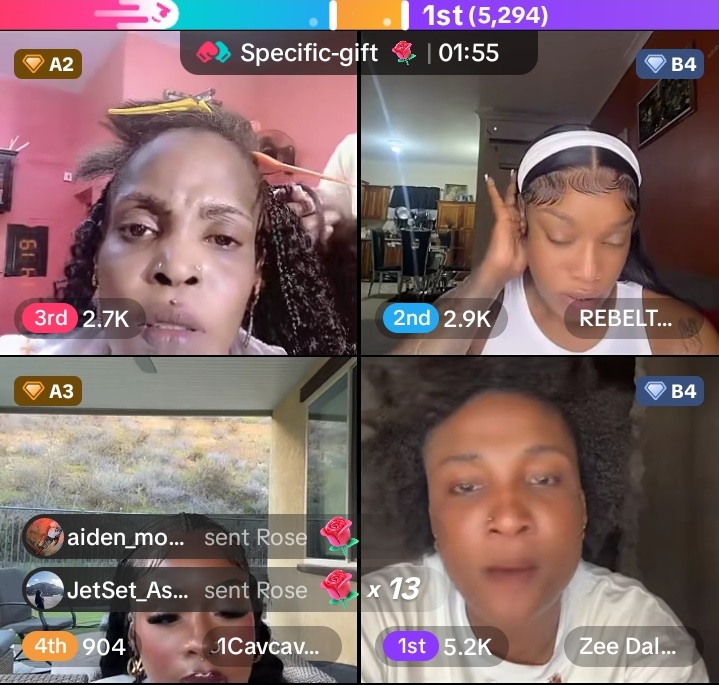 1st (5,294)
Specific-gift 🌹 | 01:55
A2
B4
3rd 2.7K
2nd 2.9K
REBELT...
A3
B4
aiden_mo... sent Rose
JetSet_As... sent Rose x 13
4th 904
1Cavcav...
1st 5.2K
Zee Dal...